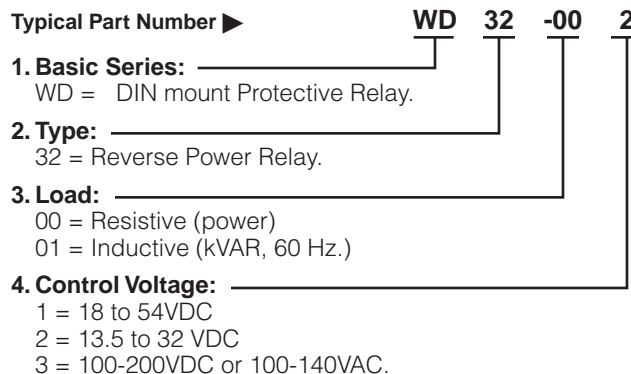 Typical Part Number ▶ WD 32 -00 2
1. Basic Series:
WD = DIN mount Protective Relay.
2. Type:
32 = Reverse Power Relay.
3. Load:
00 = Resistive (power)
01 = Inductive (kVAR, 60 Hz.)
4. Control Voltage:
1 = 18 to 54VDC
2 = 13.5 to 32 VDC
3 = 100-200VDC or 100-140VAC.